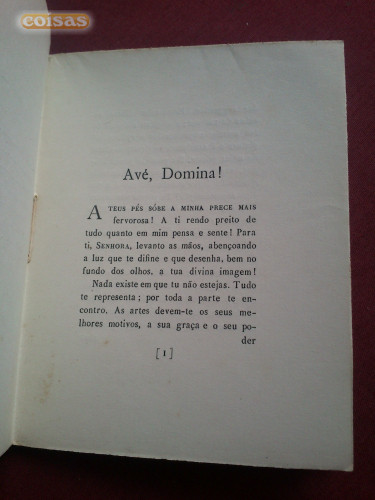 coisas
Avé, Domina!
A TEUS PÉS SÓBE A MINHA PRECE MAIS
fervorosa! A ti rendo preito de
tudo quanto em mim pensa e sente! Para
ti, SENHORA, levanto as mãos, abençoando
a luz que te difine e que desenha, bem no
fundo dos olhos, a tua divina imagem!
Nada existe em que tu não estejas. Tudo
te representa; por toda a parte te en-
contro. As artes devem-te os seus me-
lhores motivos, a sua graça e o seu po-
der
[1]